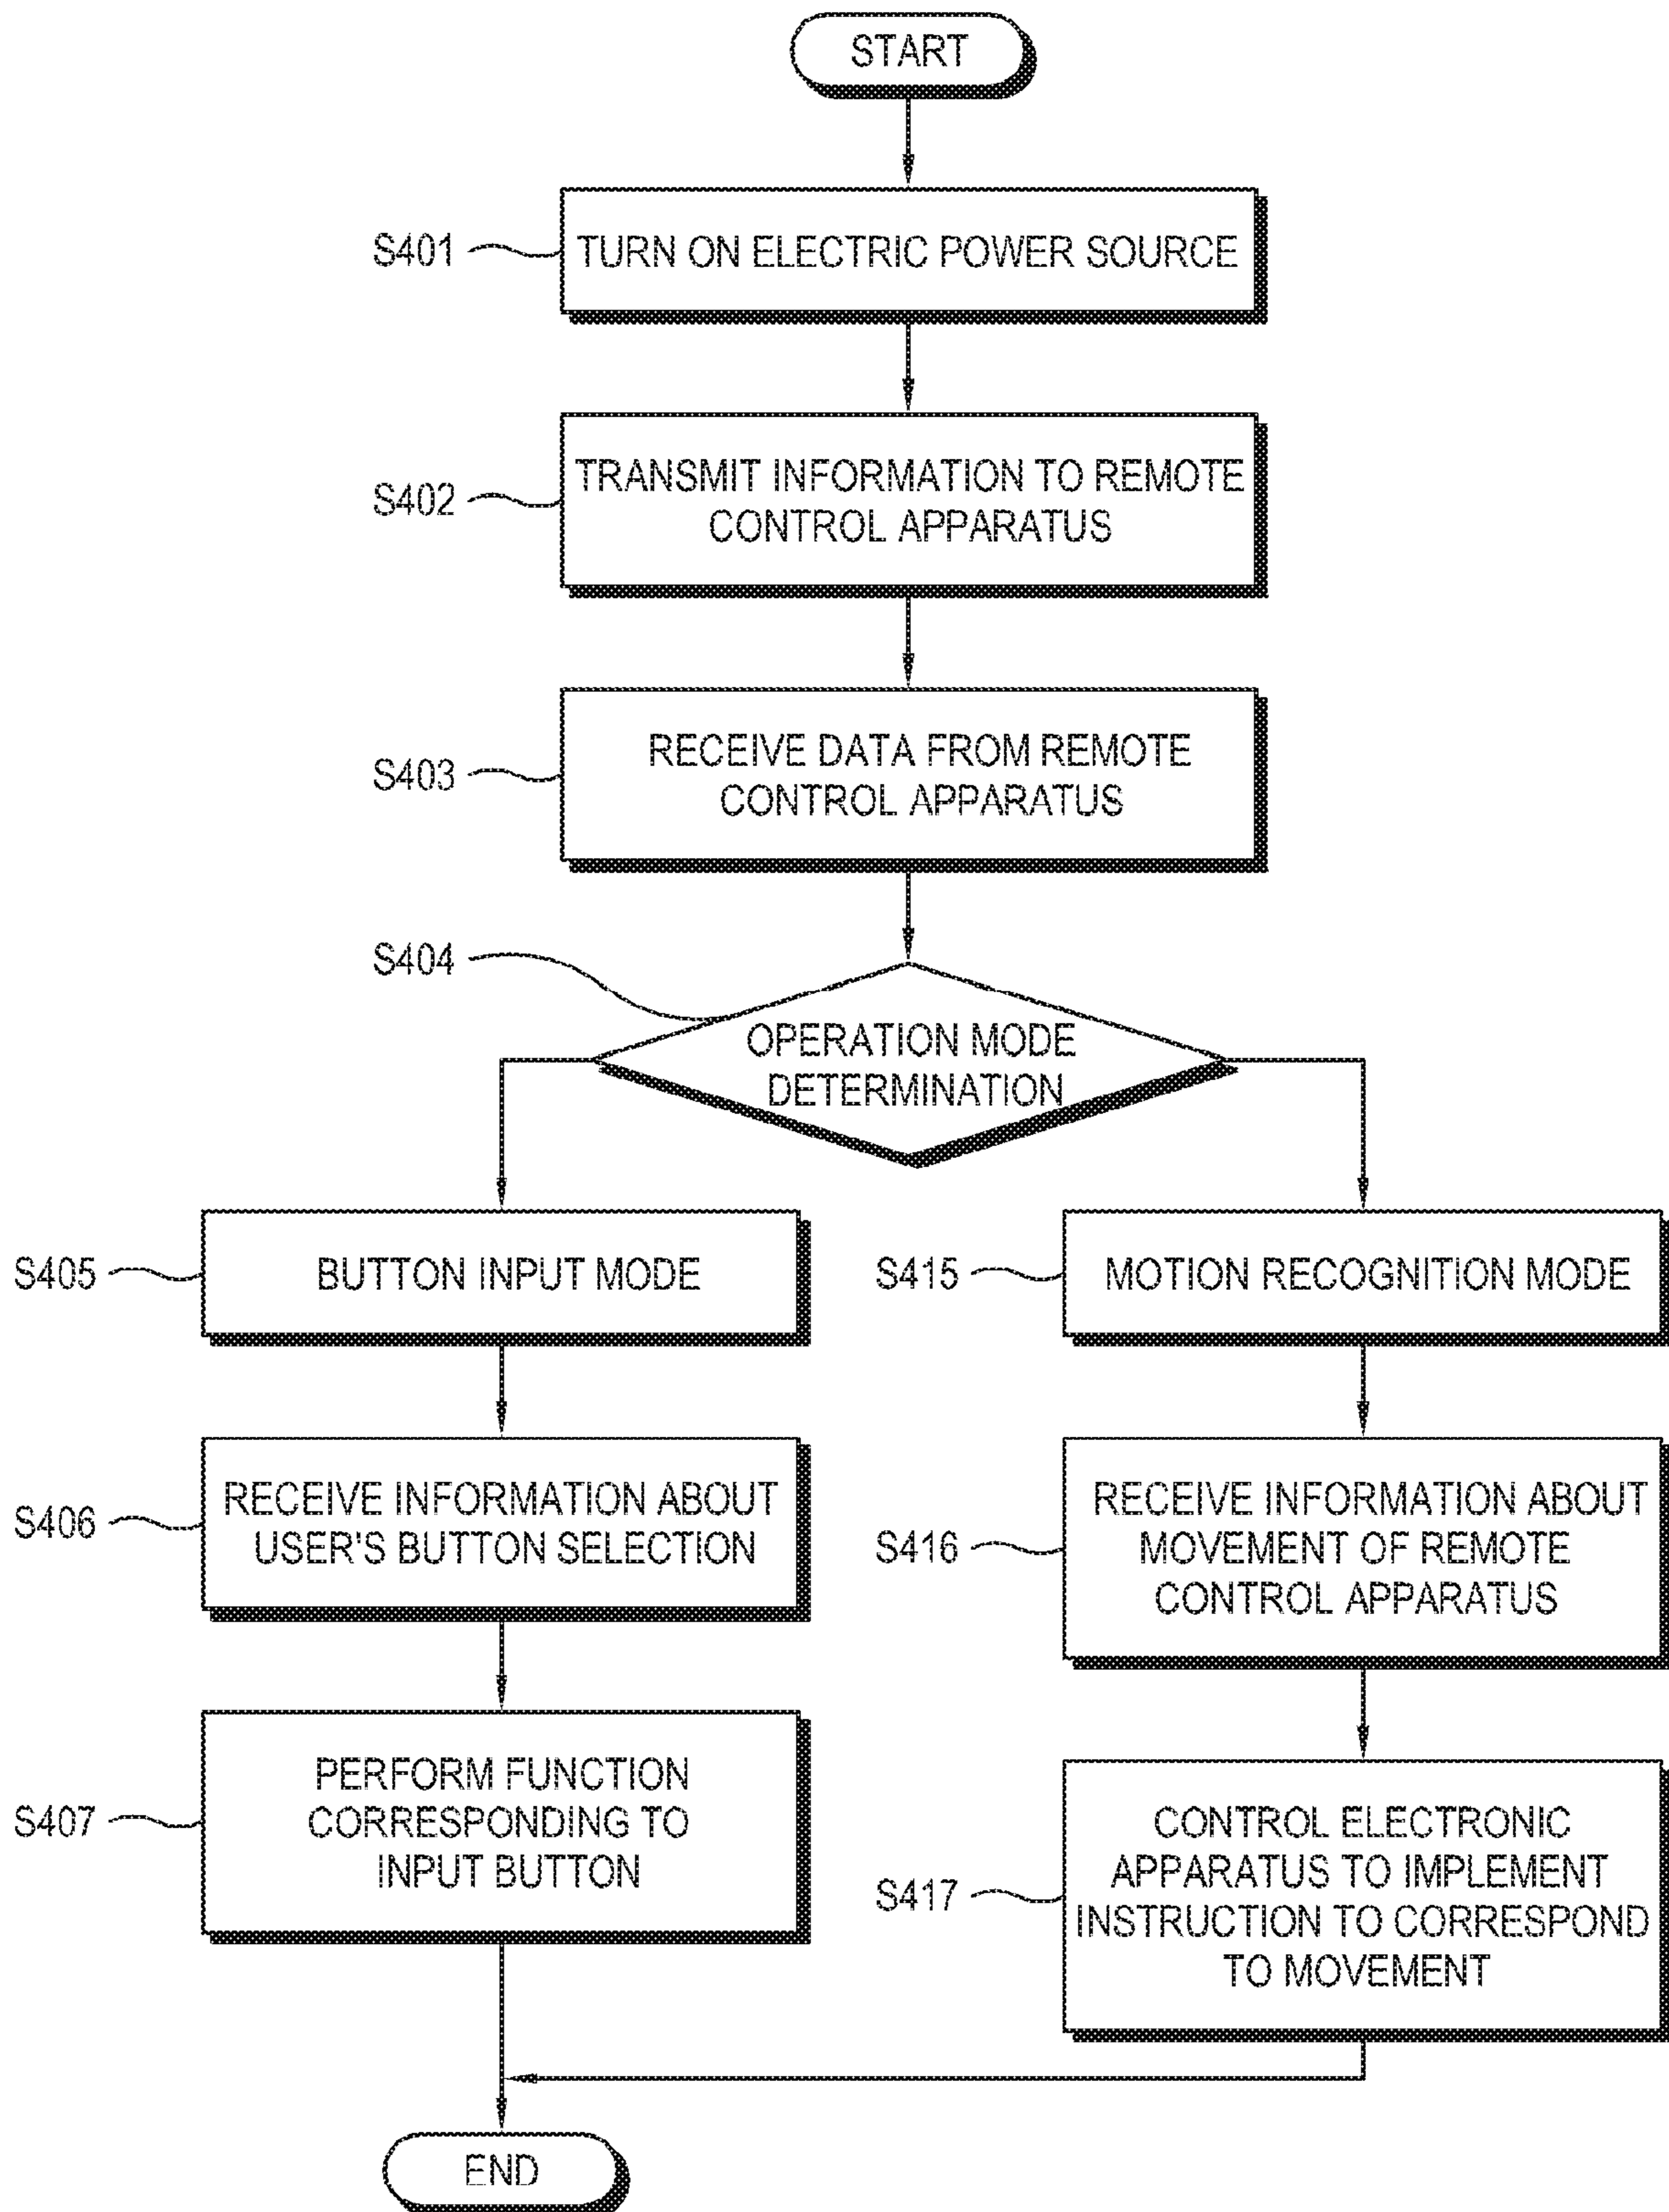 START
S401
TURN ON ELECTRIC POWER SOURCE
S402
TRANSMIT INFORMATION TO REMOTE
CONTROL APPARATUS
S403
RECEIVE DATA FROM REMOTE
CONTROL APPARATUS
S404
OPERATION MODE
DETERMINATION
S405
BUTTON INPUT MODE
S415
MOTION RECOGNITION MODE
S406
RECEIVE INFORMATION ABOUT
USER'S BUTTON SELECTION
S416
RECEIVE INFORMATION ABOUT
MOVEMENT OF REMOTE
CONTROL APPARATUS
S407
PERFORM FUNCTION
CORRESPONDING TO
INPUT BUTTON
S417
CONTROL ELECTRONIC
APPARATUS TO IMPLEMENT
INSTRUCTION TO CORRESPOND
TO MOVEMENT
END